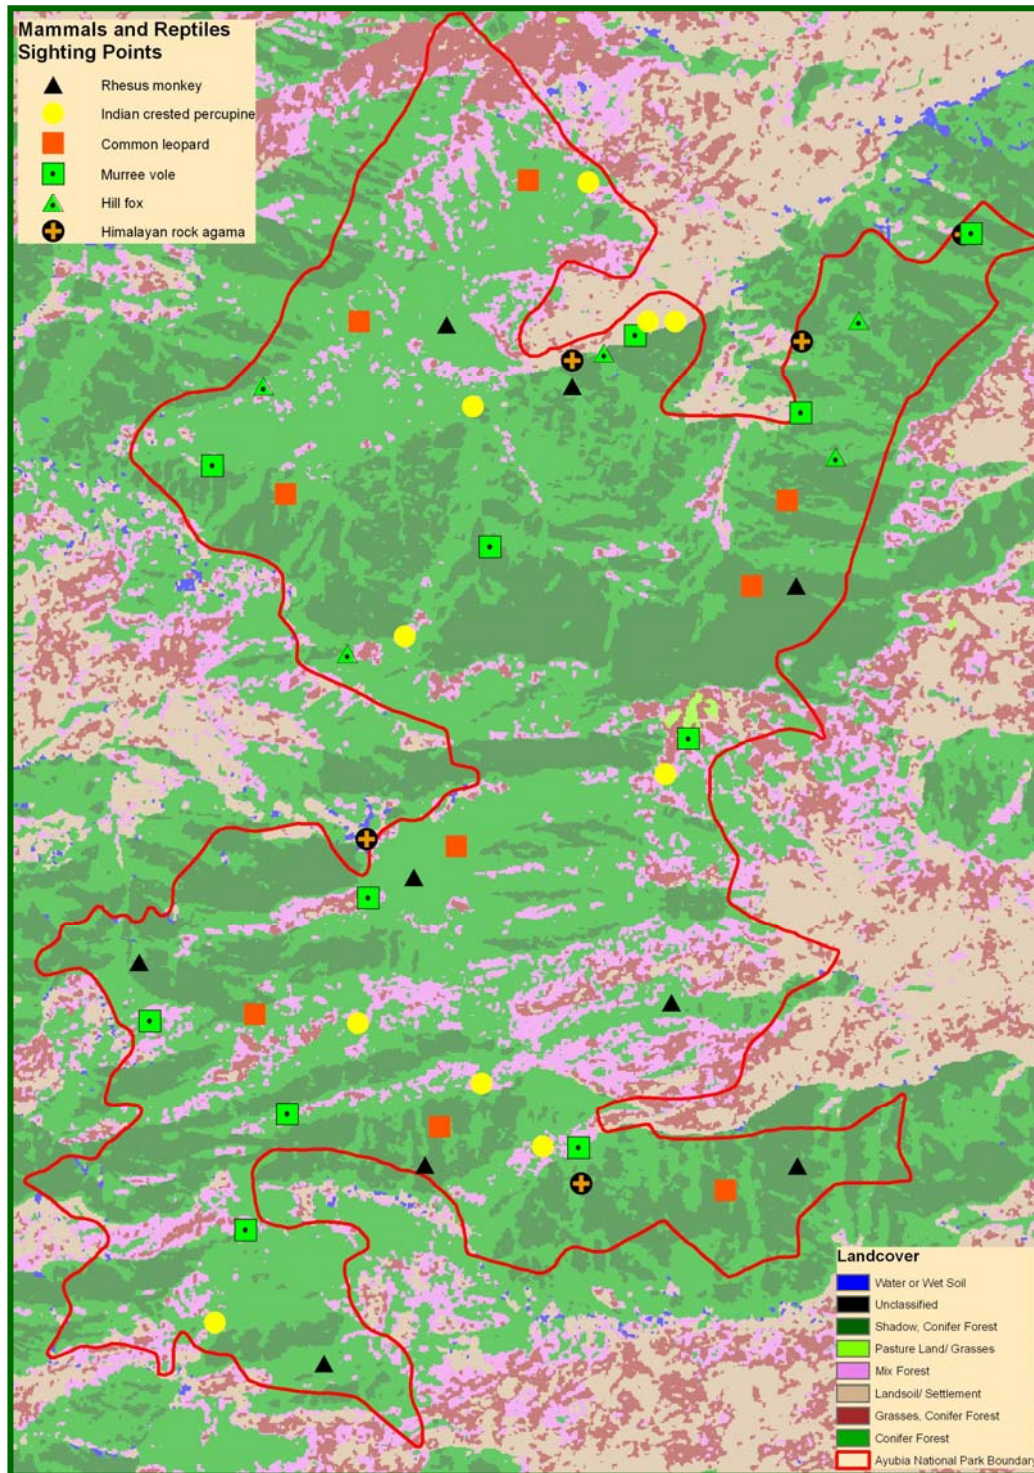 Mammals and Reptiles
Sighting Points
Rhesus monkey
Indian crested percupine
Common leopard
Murree vole
Hill fox
Himalayan rock agama
Landcover
Water or Wet Soil
Unclassified
Shadow, Conifer Forest
Pasture Land/ Grasses
Mix Forest
Landsoil/ Settlement
Grasses, Conifer Forest
Conifer Forest
Ayubia National Park Boundar